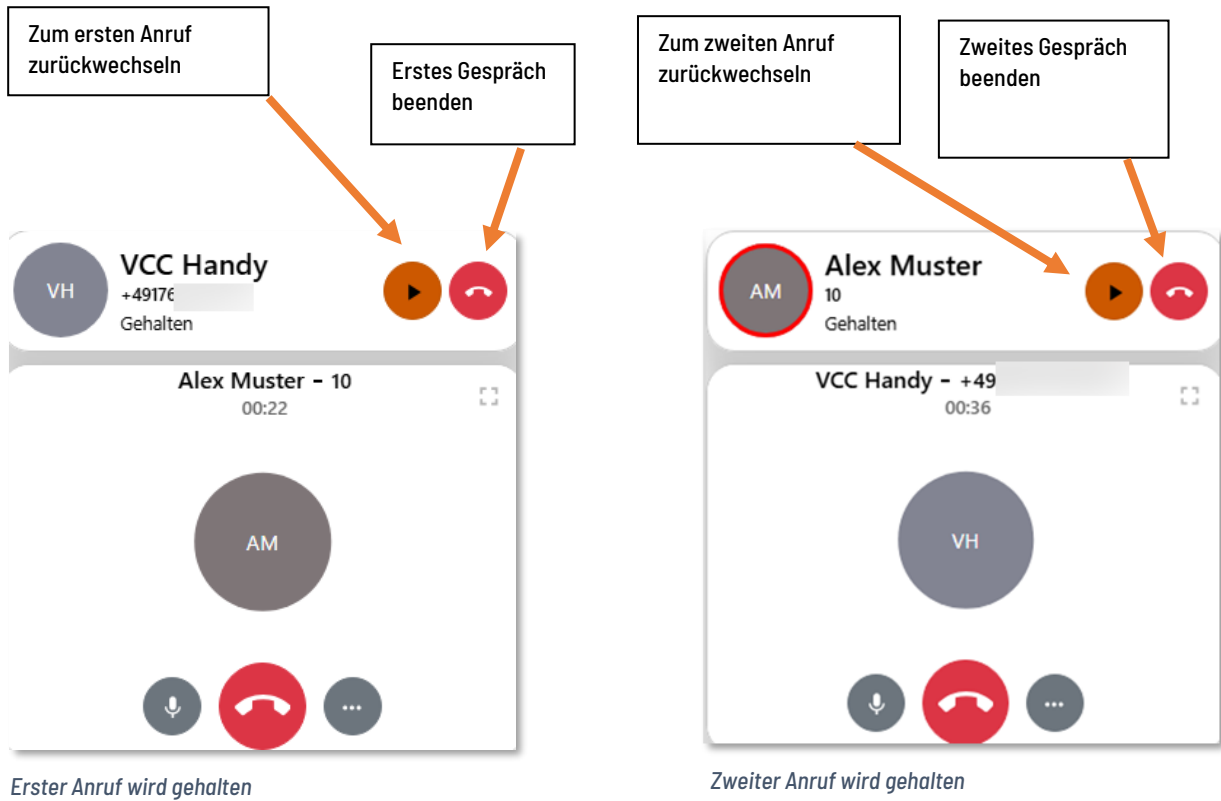 Zum ersten Anruf
zurückwechseln
Erstes Gespräch
beenden
Zum zweiten Anruf
zurückwechseln
Zweites Gespräch
beenden
VH
VCC Handy
+49176
Gehalten
Alex Muster - 10
00:22
AM
Erster Anruf wird gehalten
AM
Alex Muster
10
Gehalten
VCC Handy - +49
00:36
VH
Zweiter Anruf wird gehalten